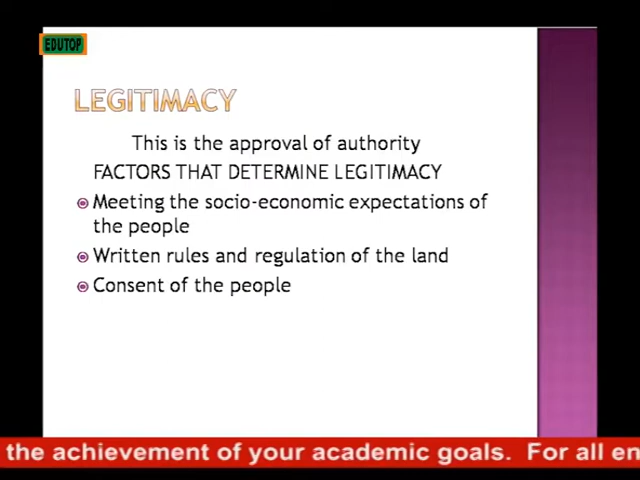 EDUTOP
LEGITIMACY
This is the approval of authority
FACTORS THAT DETERMINE LEGITIMACY
Meeting the socio-economic expectations of
the people
Written rules and regulation of the land
Consent of the people
the achievement of your academic goals. For all en